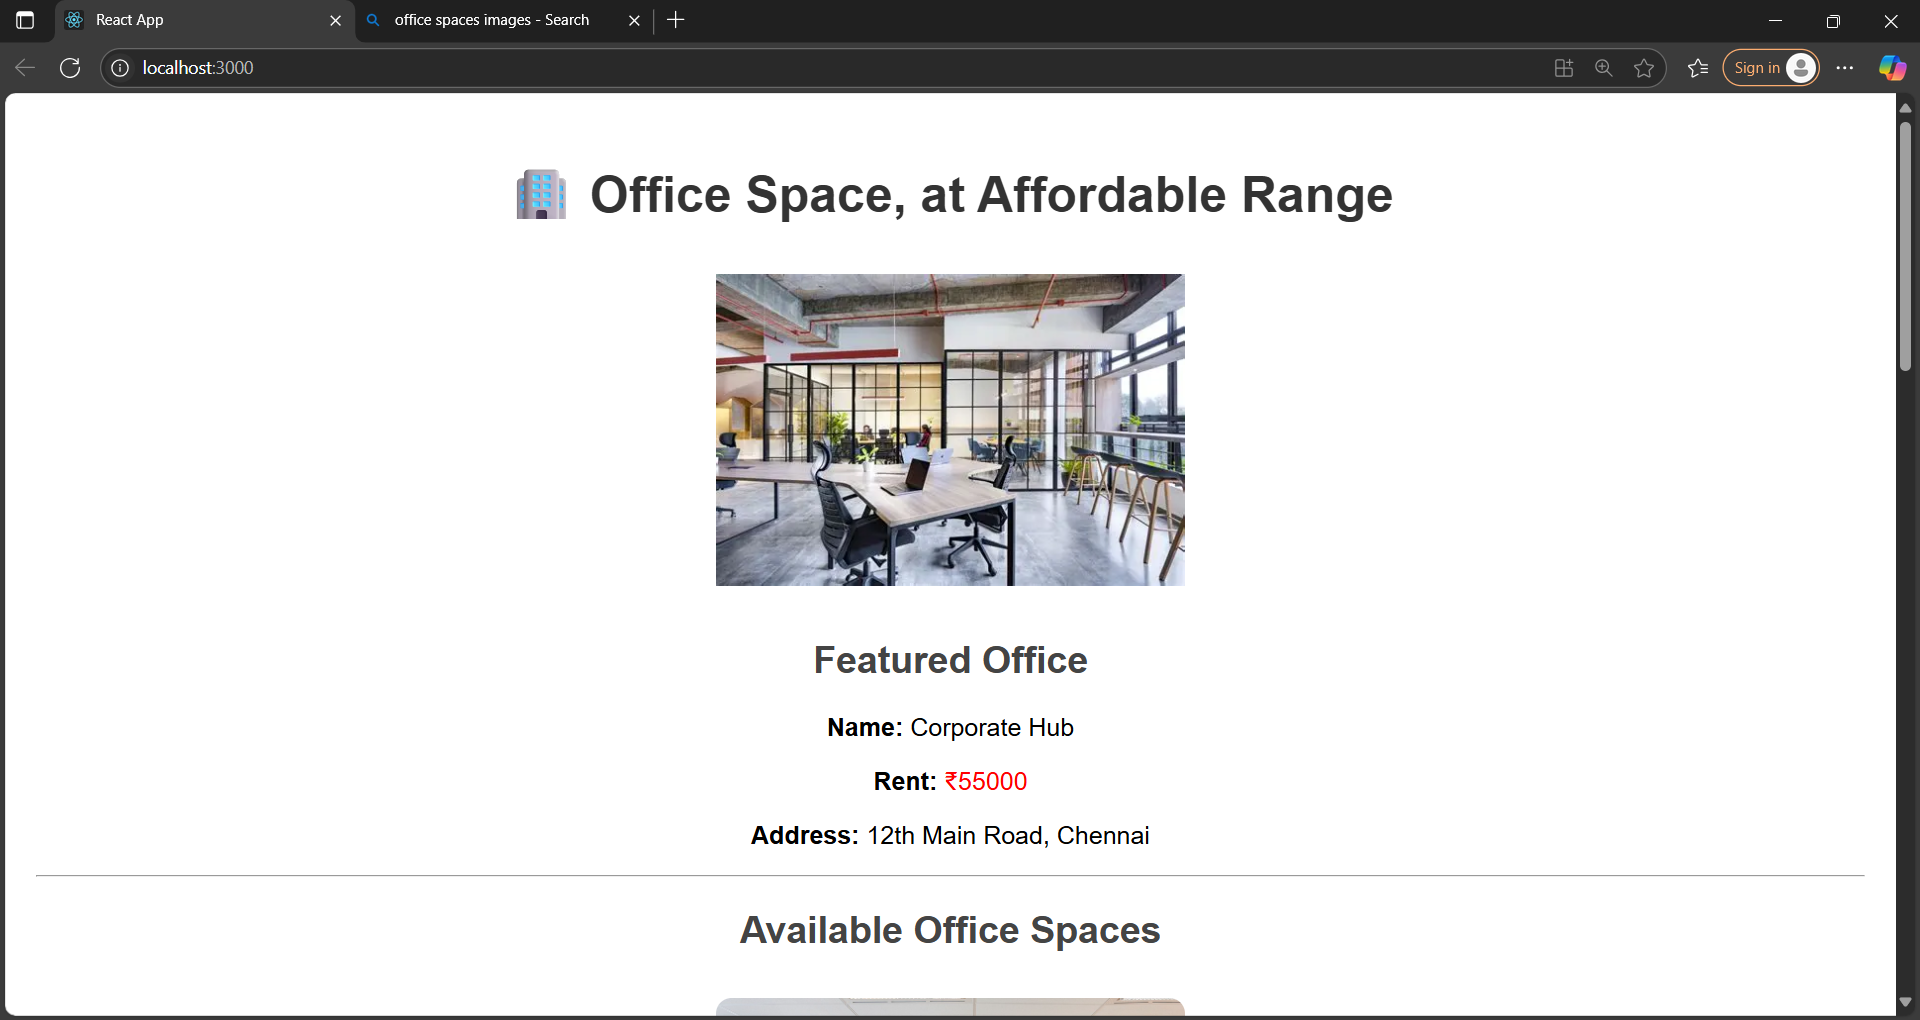 React App
office spaces images - Search
localhost:3000
Sign in
Office Space, at Affordable Range
Featured Office
Name: Corporate Hub
Rent: ₹55000
Address: 12th Main Road, Chennai
Available Office Spaces